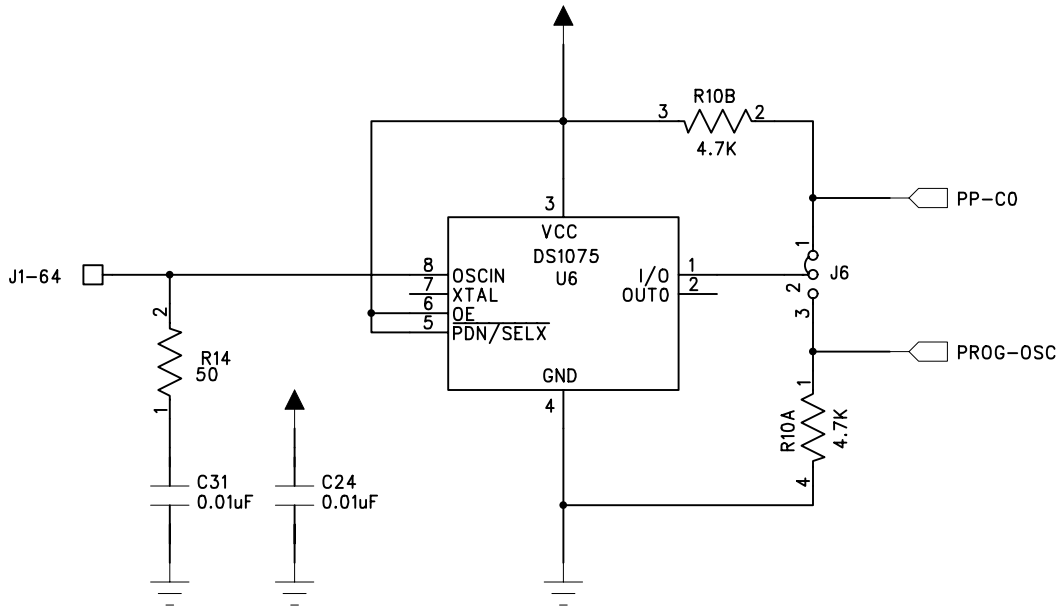 R10B
3
2
4.7K
PP-C0
3
VCC
DS1075
U6
1
J6
2
3
J1-64
8
OSCIN
I/O
1
7
XTAL
OUT0
2
6
OE
5
PDN/SELX
GND
4
PROG-OSC
2
R14
50
1
1
R10A
4.7K
4
C31
0.01uF
C24
0.01uF